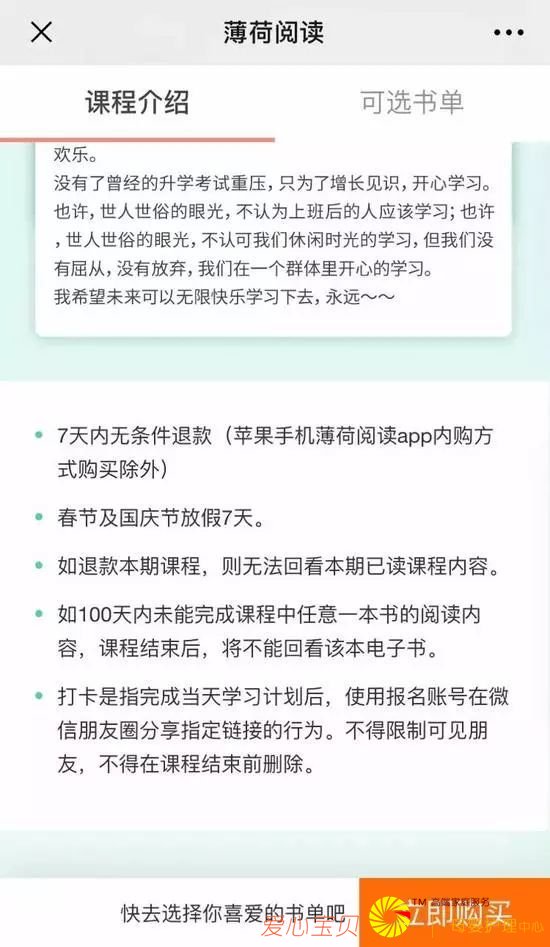 薄荷阅读
课程介绍
可选书单
欢乐。
没有了曾经的升学考试重压，只为了增长见识，开心学习。
也许，世人世俗的眼光，不认为上班后的人应该学习；也许
，世人世俗的眼光，不认可我们休闲时光的学习，但我们没
有屈从，没有放弃，我们在一个群体里开心的学习。
我希望未来可以无限快乐学习下去，永远～～
7天内无条件退款（苹果手机薄荷阅读app内购方
式购买除外）
春节及国庆节放假7天。
如退款本期课程，则无法回看本期已读课程内容。
如100天内未能完成课程中任意一本书的阅读内
容，课程结束后，将不能回看该本电子书。
打卡是指完成当天学习计划后，使用报名账号在微
信朋友圈分享指定链接的行为。不得限制可见朋
友，不得在课程结束前删除。
快去选择你喜爱的书单吧
立即购买
爱心宝贝
TM 高端家庭服务
母婴护理中心